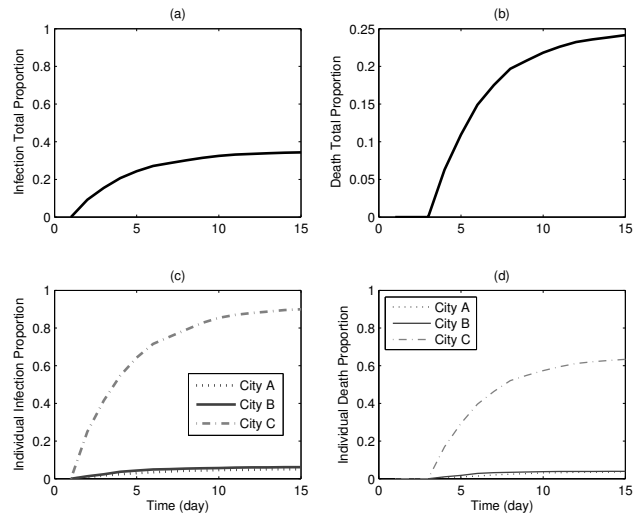 (a)
Infection Total Proportion
1
0.8
0.6
0.4
0.2
0
0 5 10 15
(b)
Death Total Proportion
0.25
0.2
0.15
0.1
0.05
0
0 5 10 15
(c)
Individual Infection Proportion
1
0.8
0.6
0.4
0.2
0
0 5 10 15
Time (day)
City A
City B
City C
(d)
Individual Death Proportion
1
0.8
0.6
0.4
0.2
0
0 5 10 15
Time (day)
City A
City B
City C